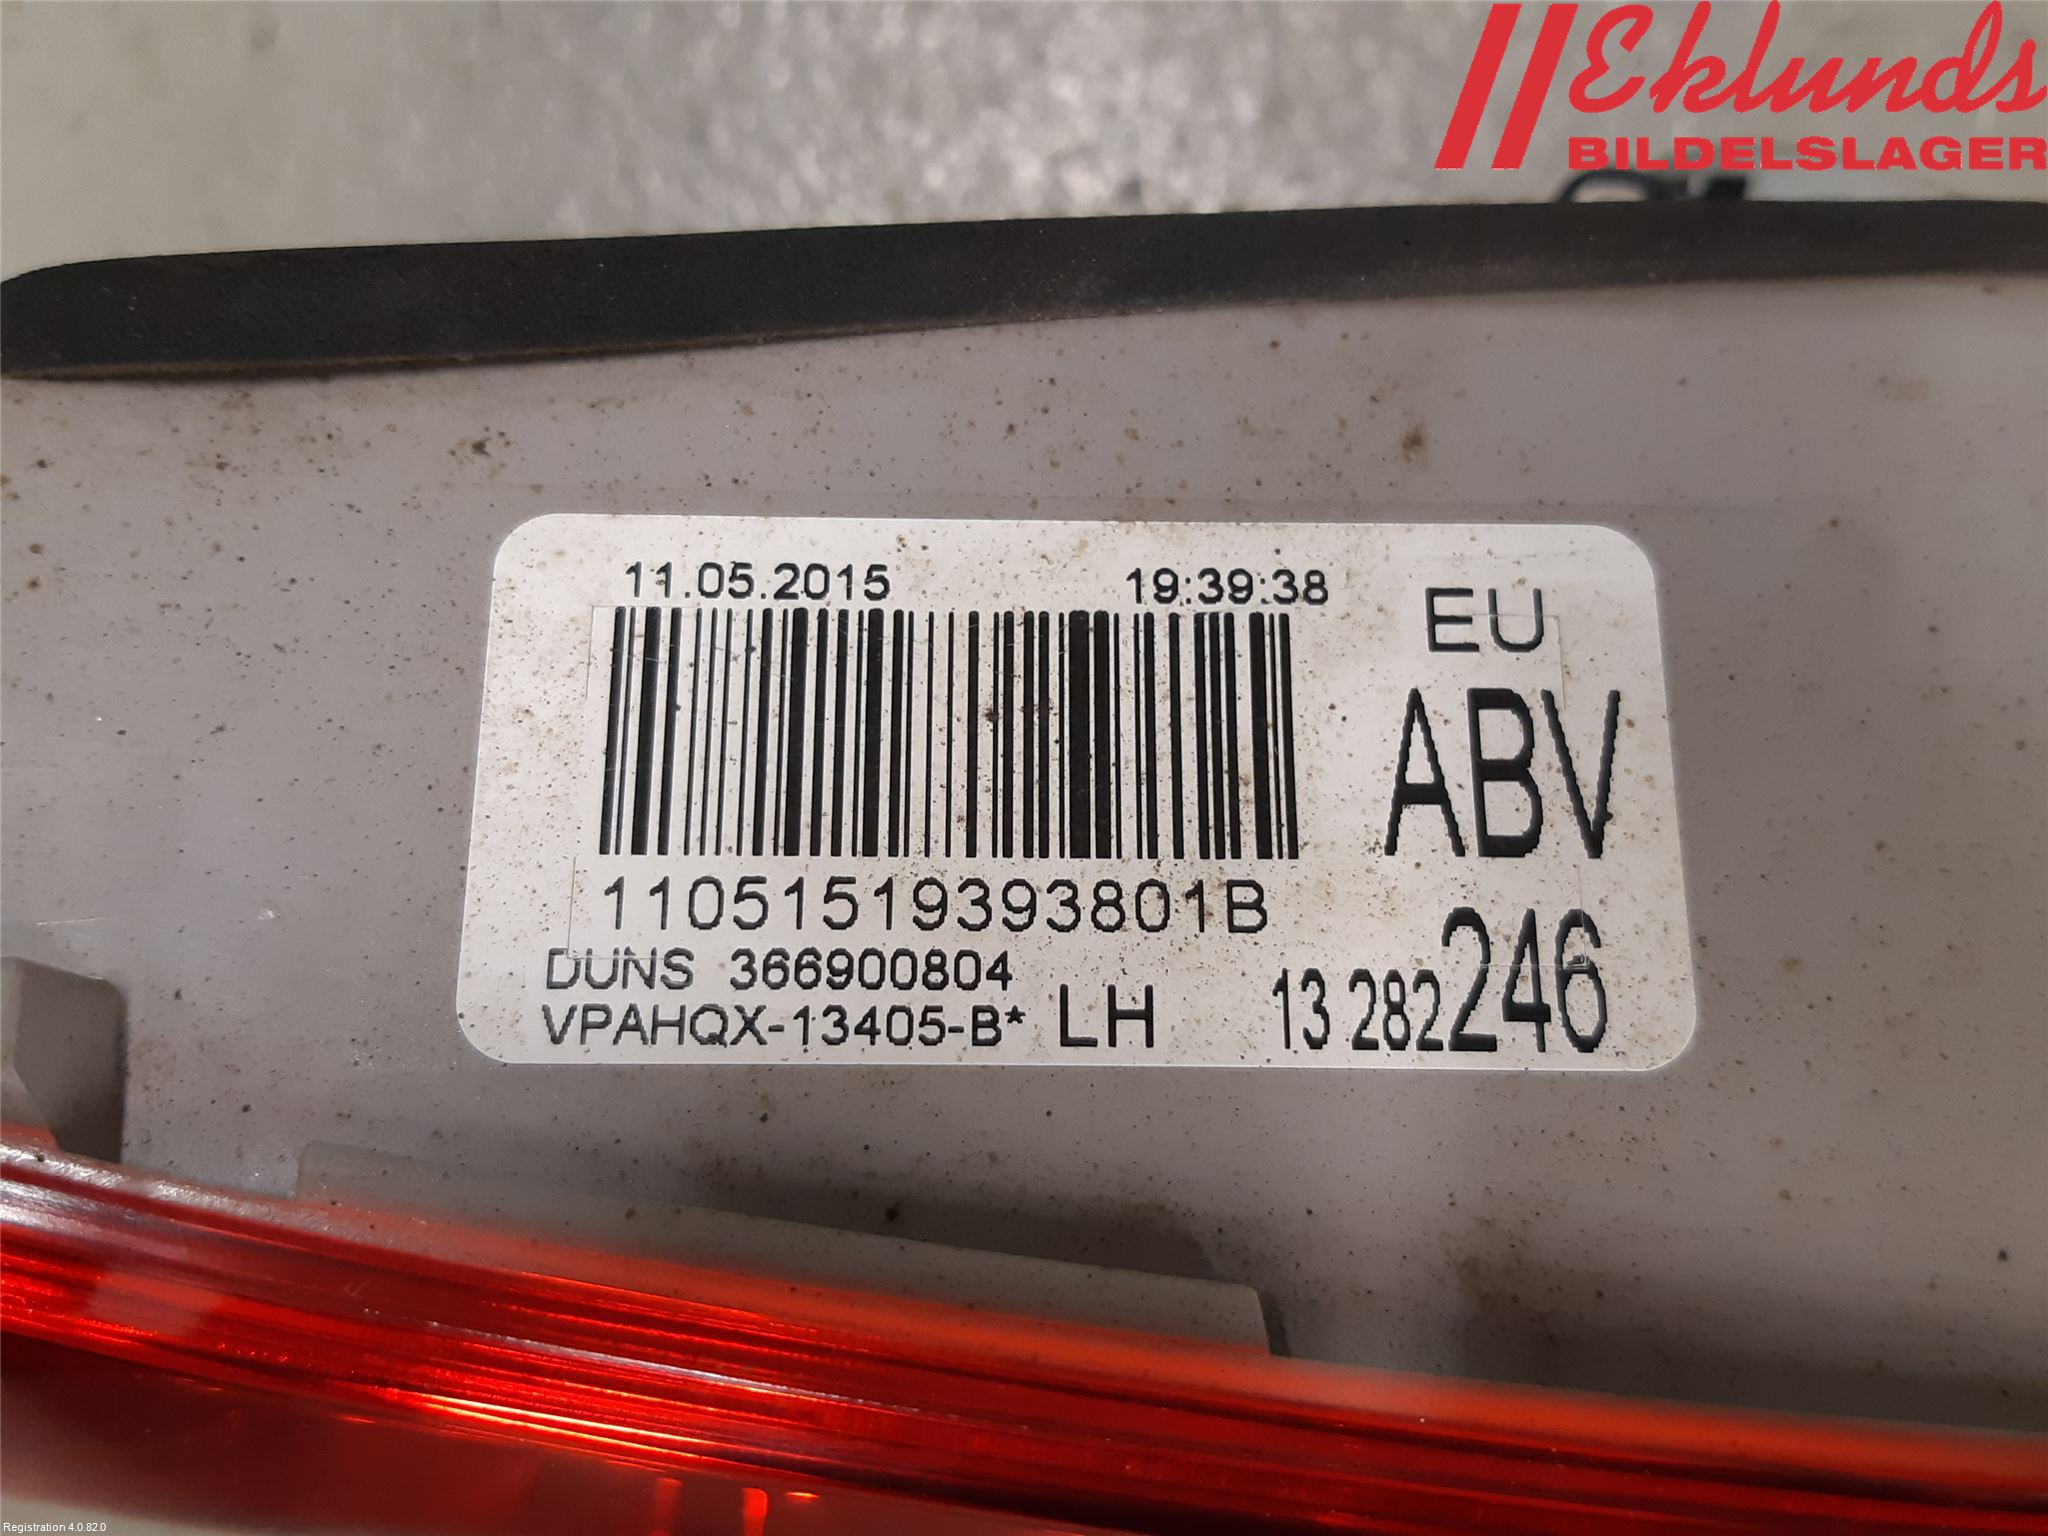 Eklunds
BILDELSLAGER
11.05.2015 19:39:38
EU
ABV
11051519393801B
DUNS 366900804
VPAHQX-13405-B* LH 13 282 246
Registration 4.0.82.0